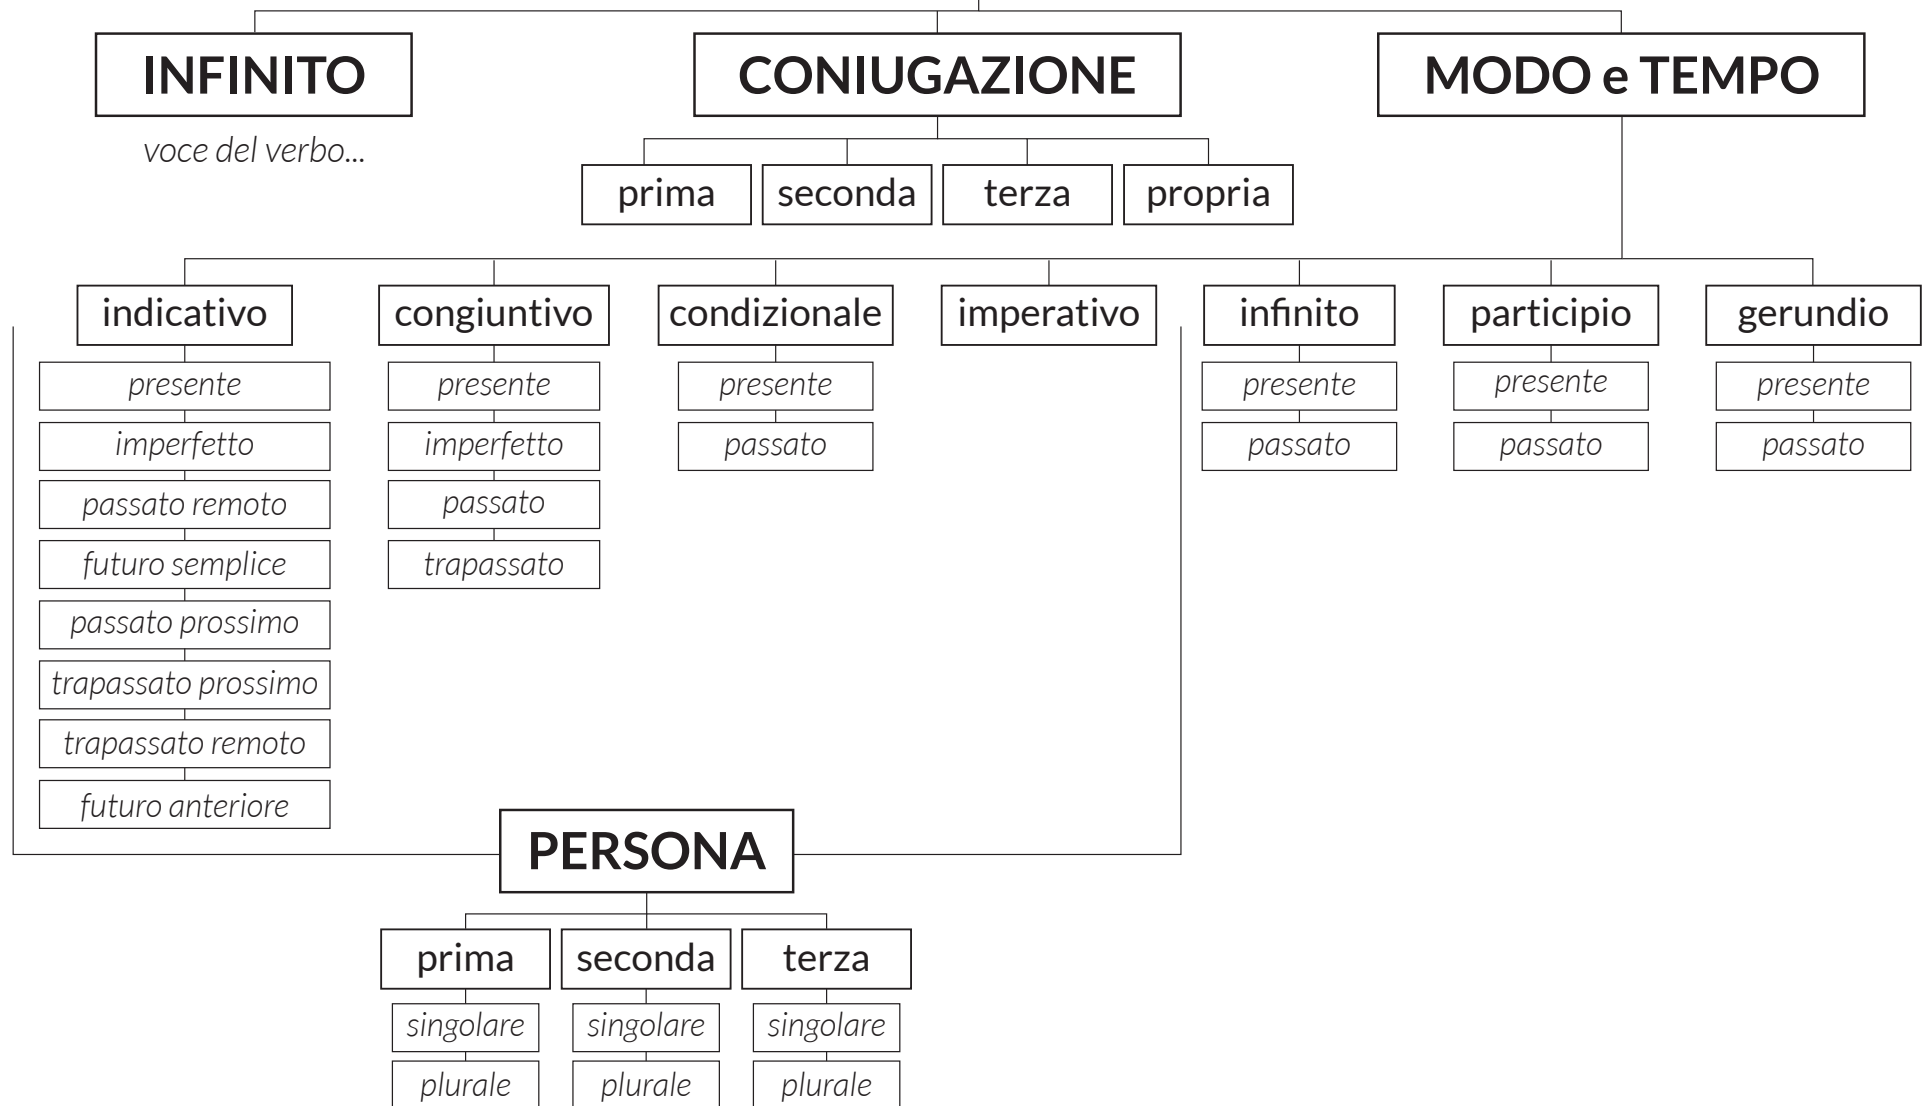 INFINITO
voce del verbo...
CONIUGAZIONE
prima
seconda
terza
propria
MODO e TEMPO
indicativo
presente
imperfetto
passato remoto
futuro semplice
passato prossimo
trapassato prossimo
trapassato remoto
futuro anteriore
congiuntivo
presente
imperfetto
passato
trapassato
condizionale
presente
passato
imperativo
infinito
presente
passato
participio
presente
passato
gerundio
presente
passato
PERSONA
prima
singolare
plurale
seconda
singolare
plurale
terza
singolare
plurale